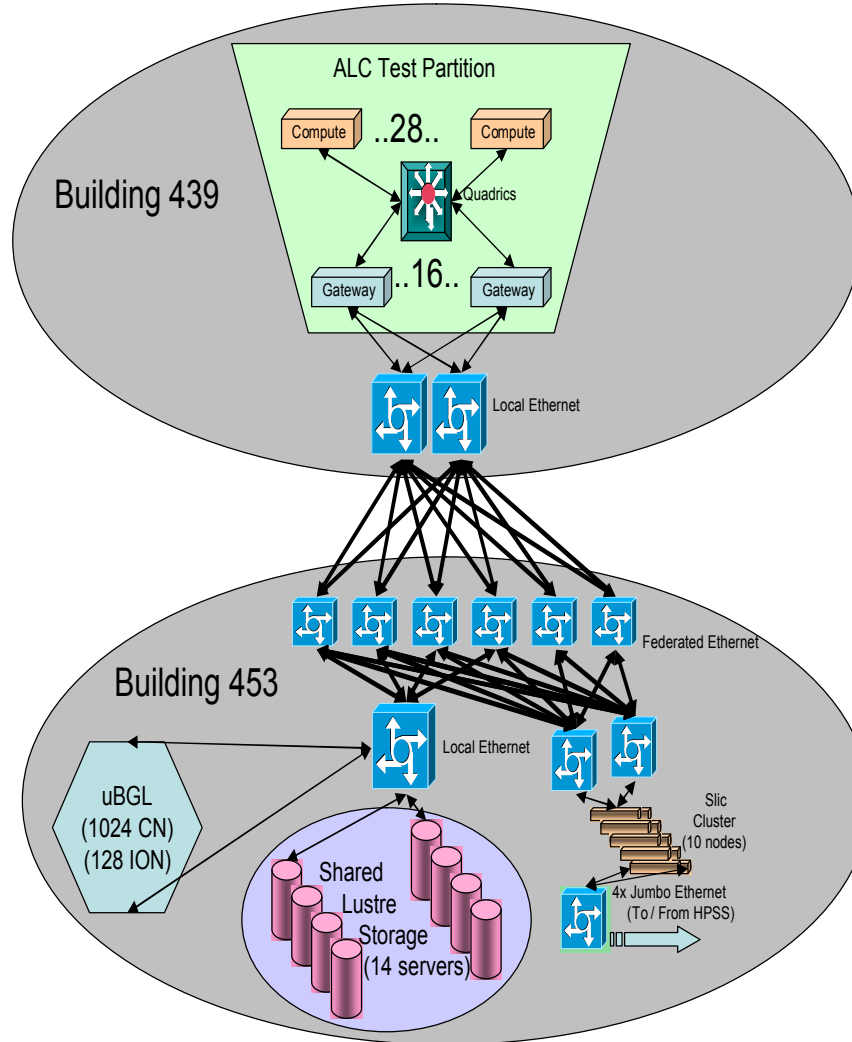 ALC Test Partition
Compute
..28..
Compute
Building 439
Quadrics
Gateway
..16..
Gateway
Local Ethernet
Federated Ethernet
Building 453
Local Ethernet
uBGL
(1024 CN)
(128 ION)
Slic
Cluster
(10 nodes)
Shared
Lustre
Storage
(14 servers)
4x Jumbo Ethernet
(To / From HPSS)